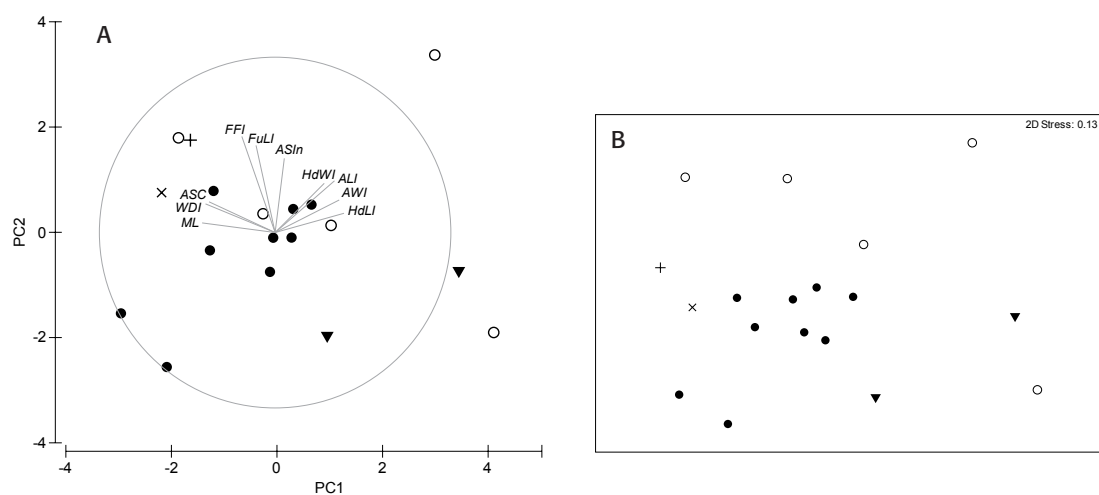 A
4
2
0
-2
-4
PC2
FFI
FuLI
ASIn
HdWI
ALI
AWI
HdLI
ASC
WDI
ML
-4
-2
0
2
4
PC1
B
2D Stress: 0.13